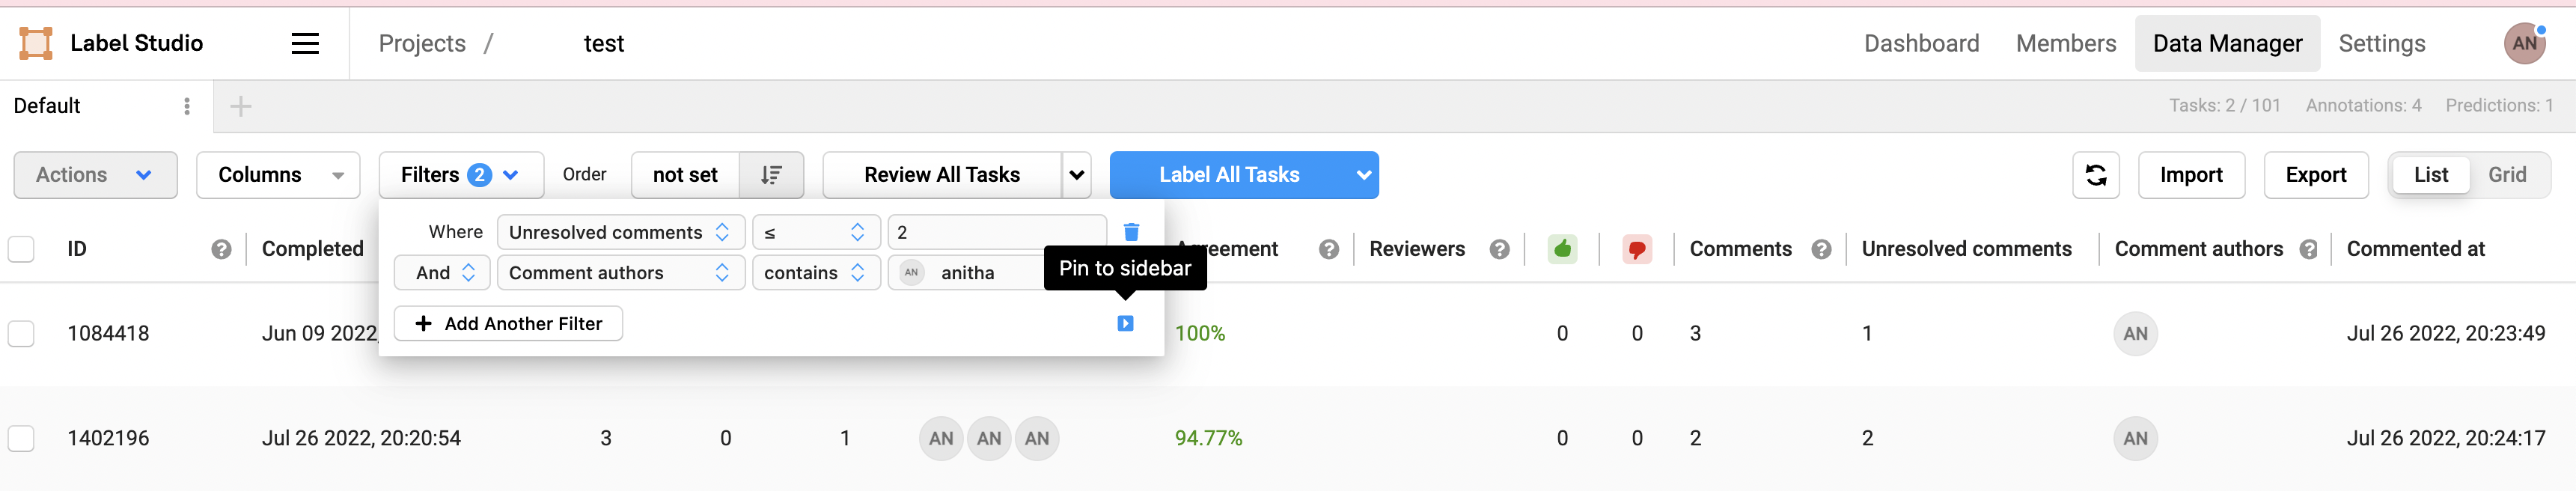 Label Studio Projects / test Dashboard Members Data Manager Settings AN
Default + Tasks: 2 / 101 Annotations: 4 Predictions: 1
Actions Columns Filters 2 Order not set Review All Tasks Label All Tasks Import Export List Grid
Where Unresolved comments ≤ 2
ID ? Completed Agreement ? Reviewers ? Comments ? Unresolved comments Comment authors ? Commented at
And Comment authors contains AN anitha
Pin to sidebar
+ Add Another Filter
1084418 Jun 09 2022, 100% 0 0 3 1 AN Jul 26 2022, 20:23:49
1402196 Jul 26 2022, 20:20:54 3 0 1 AN AN AN 94.77% 0 0 2 2 AN Jul 26 2022, 20:24:17